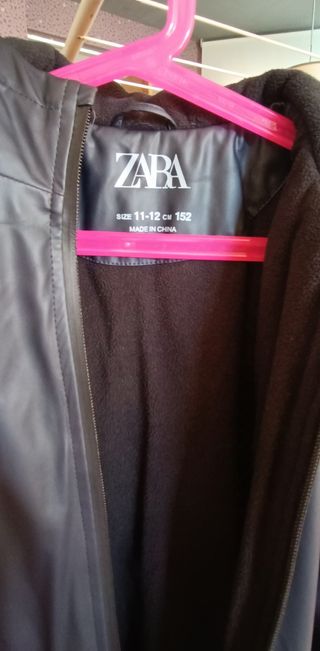 ZARA
SIZE 11-12 CM 152
MADE IN CHINA